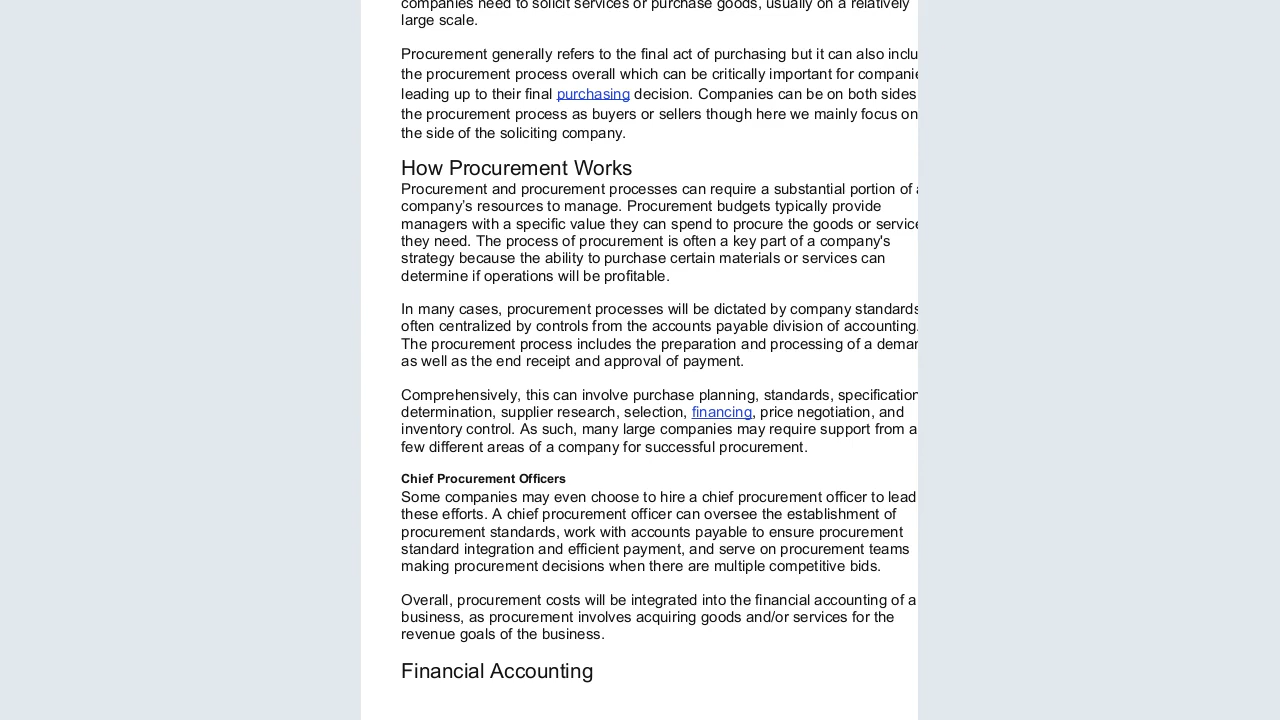 companies need to solicit services or purchase goods, usually on a relatively
large scale.
Procurement generally refers to the final act of purchasing but it can also inclu
the procurement process overall which can be critically important for companie
leading up to their final purchasing decision. Companies can be on both sides
the procurement process as buyers or sellers though here we mainly focus on
the side of the soliciting company.
How Procurement Works
Procurement and procurement processes can require a substantial portion of a
company’s resources to manage. Procurement budgets typically provide
managers with a specific value they can spend to procure the goods or service
they need. The process of procurement is often a key part of a company's
strategy because the ability to purchase certain materials or services can
determine if operations will be profitable.
In many cases, procurement processes will be dictated by company standards
often centralized by controls from the accounts payable division of accounting.
The procurement process includes the preparation and processing of a demar
as well as the end receipt and approval of payment.
Comprehensively, this can involve purchase planning, standards, specification
determination, supplier research, selection, financing, price negotiation, and
inventory control. As such, many large companies may require support from a
few different areas of a company for successful procurement.
Chief Procurement Officers
Some companies may even choose to hire a chief procurement officer to lead
these efforts. A chief procurement officer can oversee the establishment of
procurement standards, work with accounts payable to ensure procurement
standard integration and efficient payment, and serve on procurement teams
making procurement decisions when there are multiple competitive bids.
Overall, procurement costs will be integrated into the financial accounting of a
business, as procurement involves acquiring goods and/or services for the
revenue goals of the business.
Financial Accounting